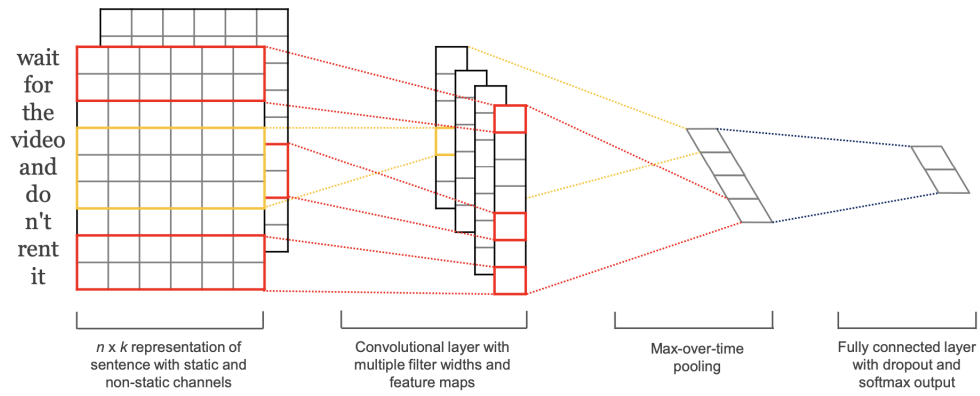 wait
for
the
video
and
do
n't
rent
it
n x k representation of
sentence with static and
non-static channels
Convolutional layer with
multiple filter widths and
feature maps
Max-over-time
pooling
Fully connected layer
with dropout and
softmax output